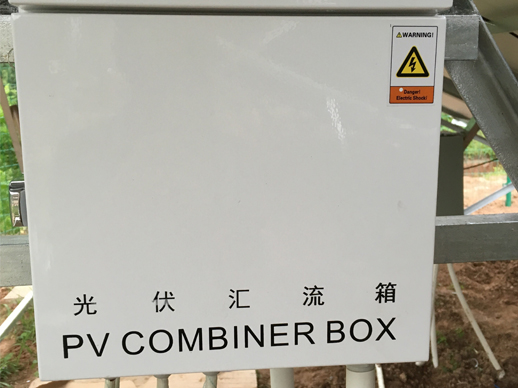 WARNING!
Danger!
Electric Shock!
光伏汇流箱
PV COMBINER BOX